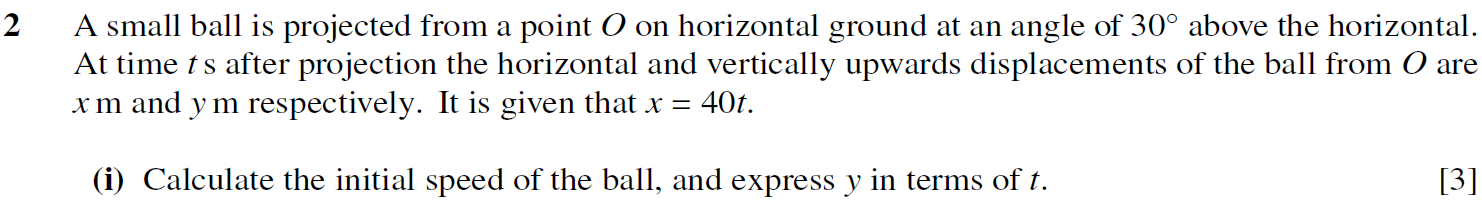 2 A small ball is projected from a point O on horizontal ground at an angle of 30° above the horizontal.
At time t s after projection the horizontal and vertically upwards displacements of the ball from O are
x m and y m respectively. It is given that x = 40t.
(i) Calculate the initial speed of the ball, and express y in terms of t. [3]